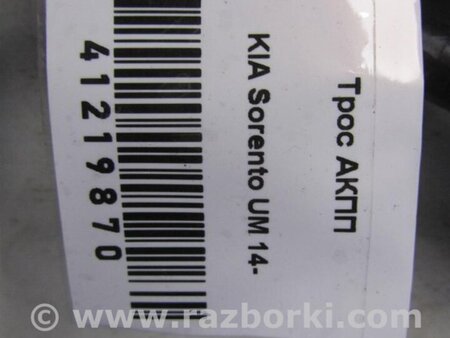 Трос АКПП
KIA Sorento UM 14-
41219870
© www.razborki.com